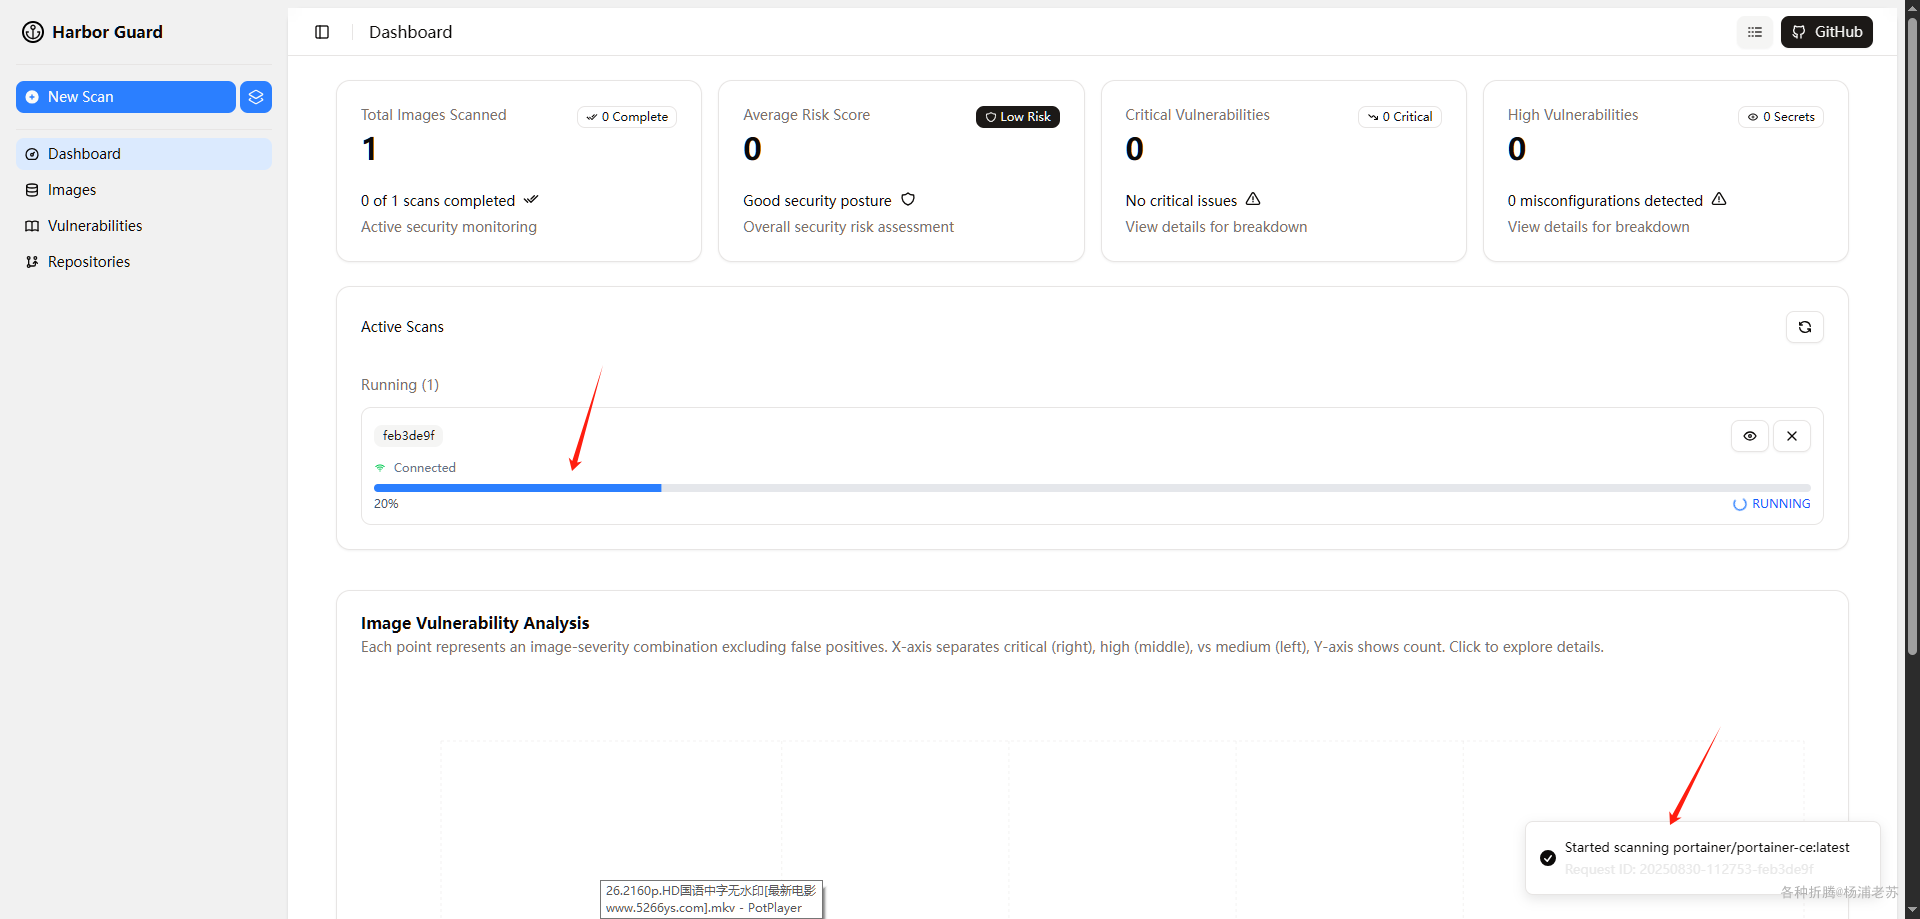 Harbor Guard
New Scan
Dashboard
Images
Vulnerabilities
Repositories
Dashboard
GitHub
Total Images Scanned
0 Complete
1
0 of 1 scans completed
Active security monitoring
Average Risk Score
Low Risk
0
Good security posture
Overall security risk assessment
Critical Vulnerabilities
0 Critical
0
No critical issues
View details for breakdown
High Vulnerabilities
0 Secrets
0
0 misconfigurations detected
View details for breakdown
Active Scans
Running (1)
feb3de9f
Connected
20%
RUNNING
Image Vulnerability Analysis
Each point represents an image-severity combination excluding false positives. X-axis separates critical (right), high (middle), vs medium (left), Y-axis shows count. Click to explore details.
Started scanning portainer/portainer-ce:latest
Request ID: 20250830-112753-feb3de9f
26.2160p.HD国语中字无水印[最新电影
www.5266ys.com].mkv - PotPlayer
各种折腾@杨浦老苏